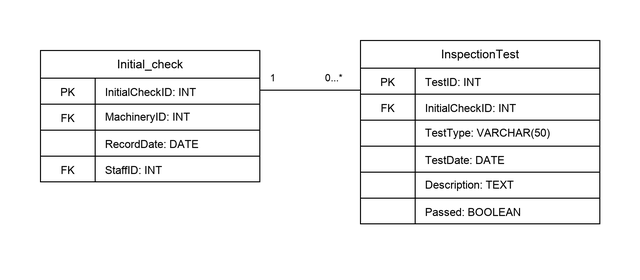 Initial_check
PK InitialCheckID: INT
FK MachineryID: INT
RecordDate: DATE
FK StaffID: INT
1 0...*
InspectionTest
PK TestID: INT
FK InitialCheckID: INT
TestType: VARCHAR(50)
TestDate: DATE
Description: TEXT
Passed: BOOLEAN